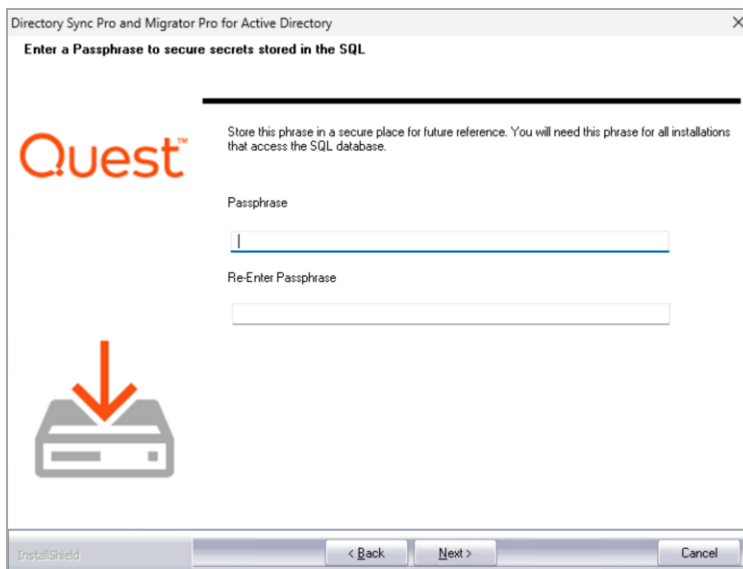 Directory Sync Pro and Migrator Pro for Active Directory
Enter a Passphrase to secure secrets stored in the SQL
Quest™
Store this phrase in a secure place for future reference. You will need this phrase for all installations
that access the SQL database.
Passphrase
Re-Enter Passphrase
InstallShield
< Back
Next >
Cancel